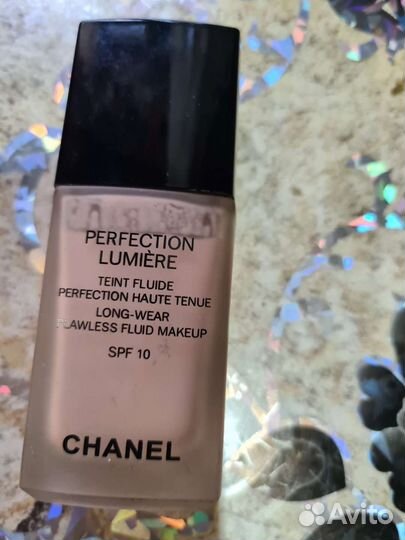 PERFECTION
LUMIÈRE
TEINT FLUIDE
PERFECTION HAUTE TENUE
LONG-WEAR
FLAWLESS FLUID MAKEUP
SPF 10
CHANEL
Avito